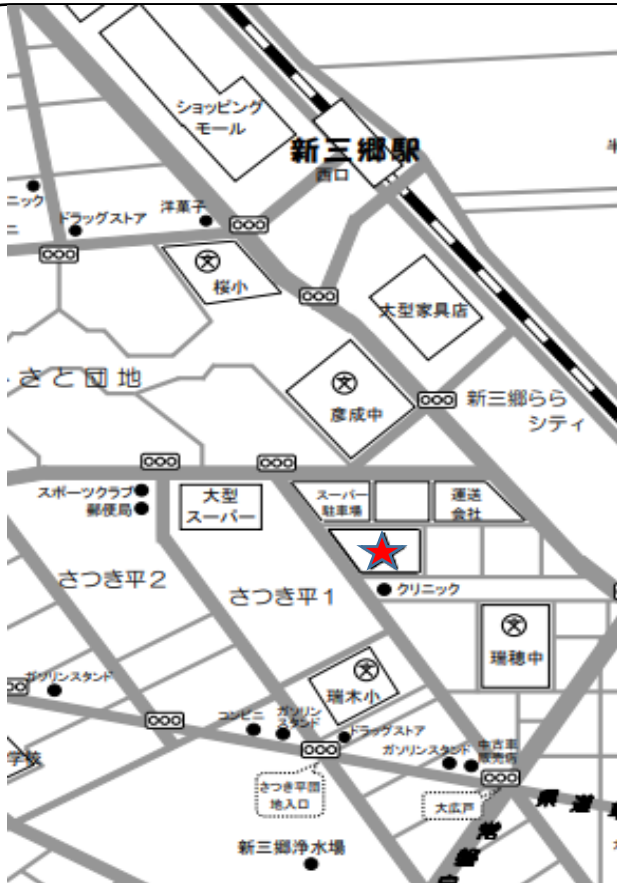 ショッピング
モール
新三郷駅
西口
洋菓子
ニック
ドラッグストア
桜小
大型家具店
さと団地
彦成中
新三郷らら
シティ
スポーツクラブ
郵便局
大型
スーパー
スーパー
駐車場
運送
会社
さつき平2
さつき平1
クリニック
瑞穂中
ガソリンスタンド
瑞木小
コンビニ
ガソリン
スタンド
ドラッグストア
ガソリンスタンド
中古車
販売店
学校
さつき平団
地入口
大広戸
県道
常磐
新三郷浄水場